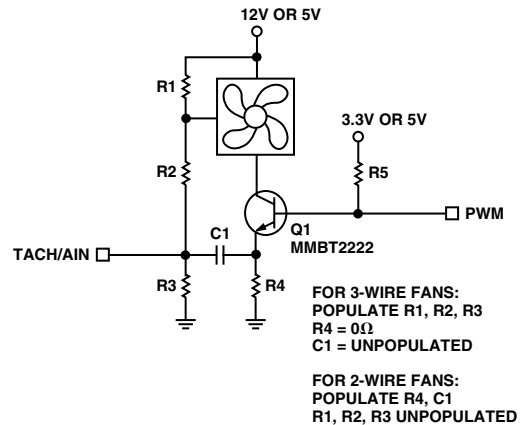 12V OR 5V
R1
3.3V OR 5V
R2
R5
PWM
Q1
MMBT2222
C1
TACH/AIN
R3
R4
FOR 3-WIRE FANS:
POPULATE R1, R2, R3
R4 = 0Ω
C1 = UNPOPULATED
FOR 2-WIRE FANS:
POPULATE R4, C1
R1, R2, R3 UNPOPULATED